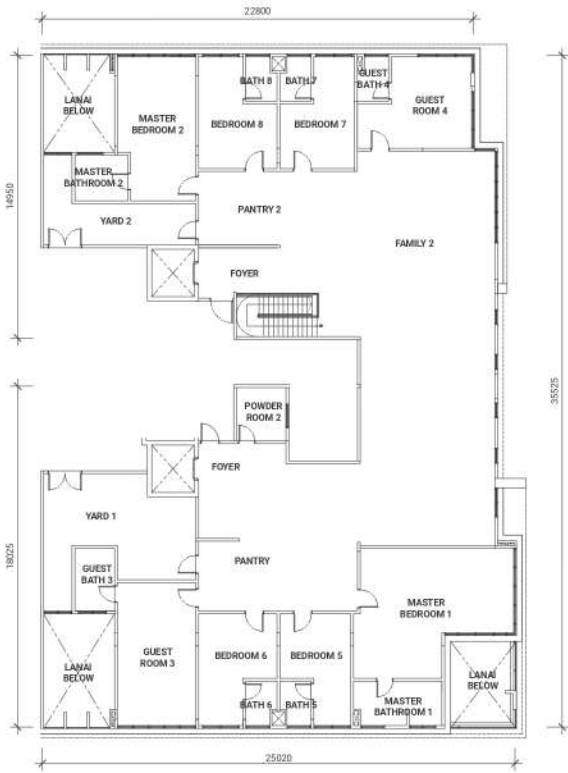 22800
BATH 8
BATH 7
GUEST
BATH 4
LANAI
BELOW
MASTER
BEDROOM 2
BEDROOM 8
BEDROOM 7
GUEST
ROOM 4
MASTER
BATHROOM 2
YARD 2
PANTRY 2
FAMILY 2
14950
FOYER
35525
POWDER
ROOM 2
FOYER
YARD 1
18025
GUEST
BATH 3
PANTRY
MASTER
BEDROOM 1
LANAI
BELOW
GUEST
ROOM 3
BEDROOM 6
BEDROOM 5
LANAI
BELOW
BATH 6
BATH 5
MASTER
BATHROOM 1
25020